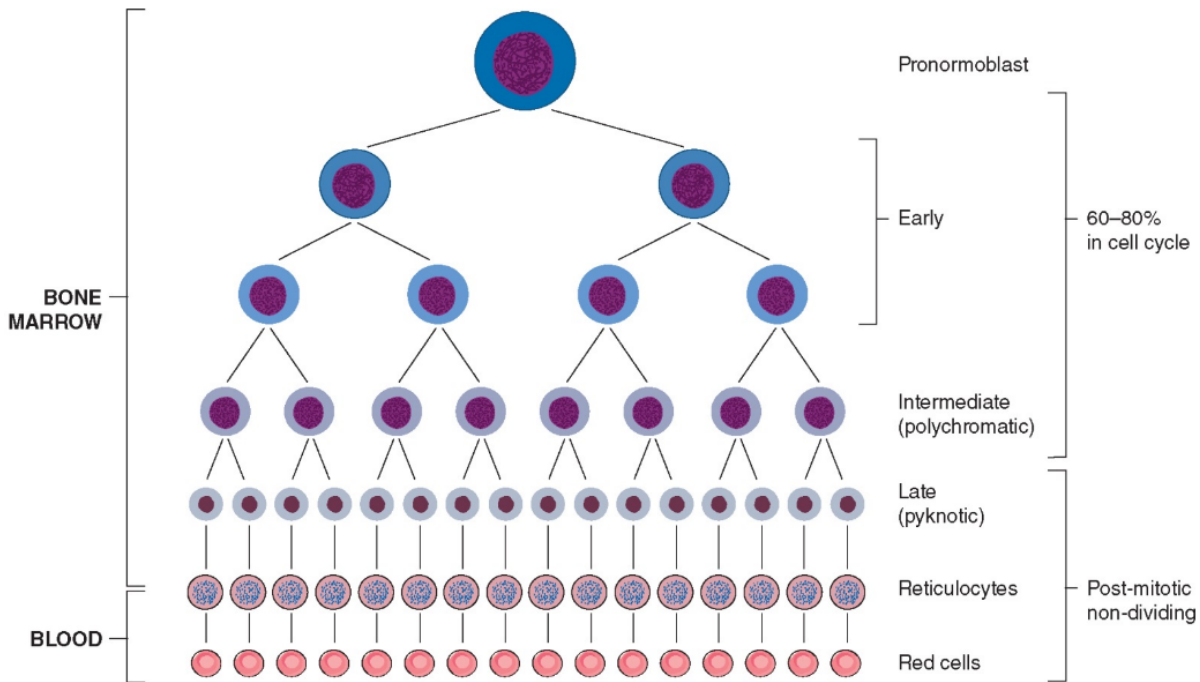 Pronormoblast
Early
60–80%
in cell cycle
BONE
MARROW
Intermediate
(polychromatic)
Late
(pyknotic)
Reticulocytes
Post-mitotic
non-dividing
BLOOD
Red cells